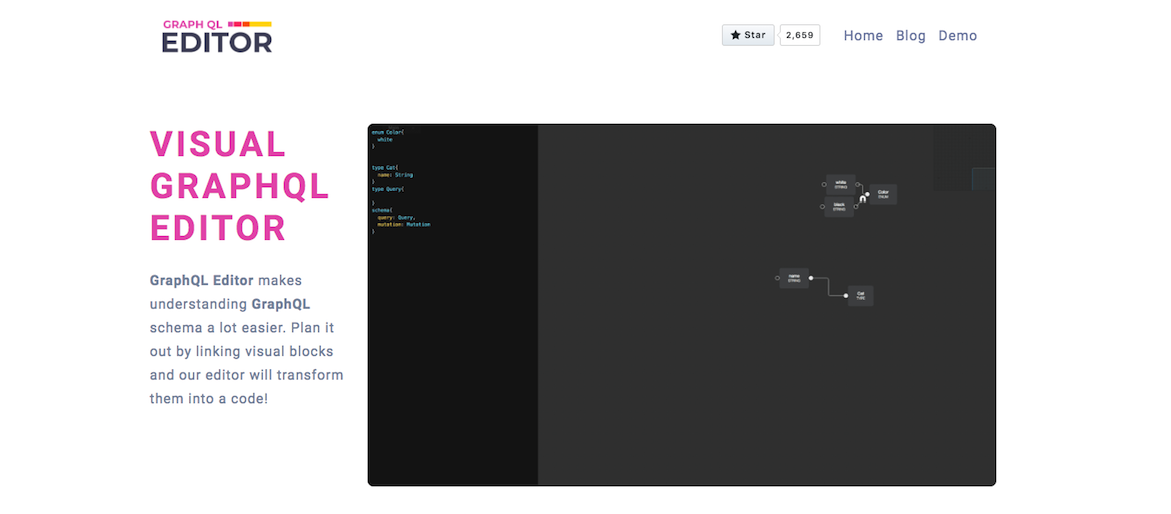 GRAPH QL
EDITOR
Star
2,659
Home Blog Demo
VISUAL
GRAPHQL
EDITOR
GraphQL Editor makes
understanding GraphQL
schema a lot easier. Plan it
out by linking visual blocks
and our editor will transform
them into a code!
enum Color{
white
}
type Cat{
name: String
}
type Query{
}
schema{
query: Query,
mutation: Mutation
}
white
(STRING)
black
(STRING)
Color
ENUM
name
(STRING)
Cat
TYPE